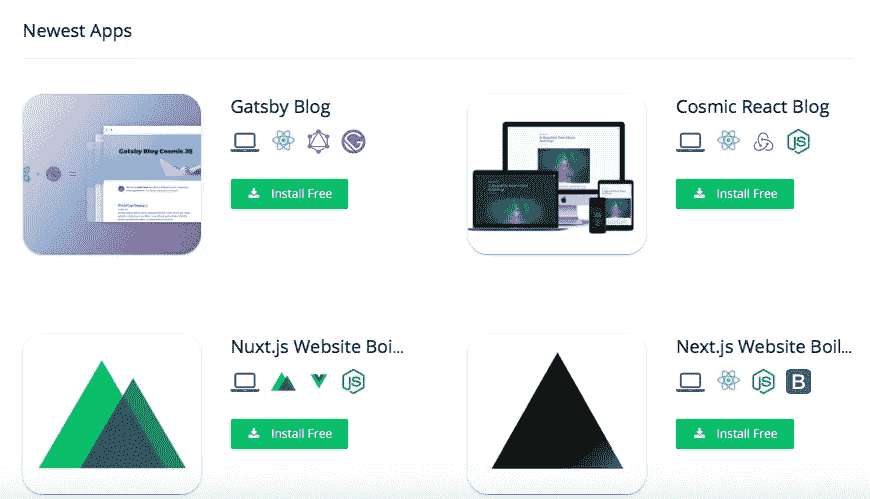 Newest Apps
Gatsby Blog
Gatsby Blog Cosmic JS
Install Free
Cosmic React Blog
Install Free
Nuxt.js Website Boi...
JS
Install Free
Next.js Website Boil...
JS
B
Install Free